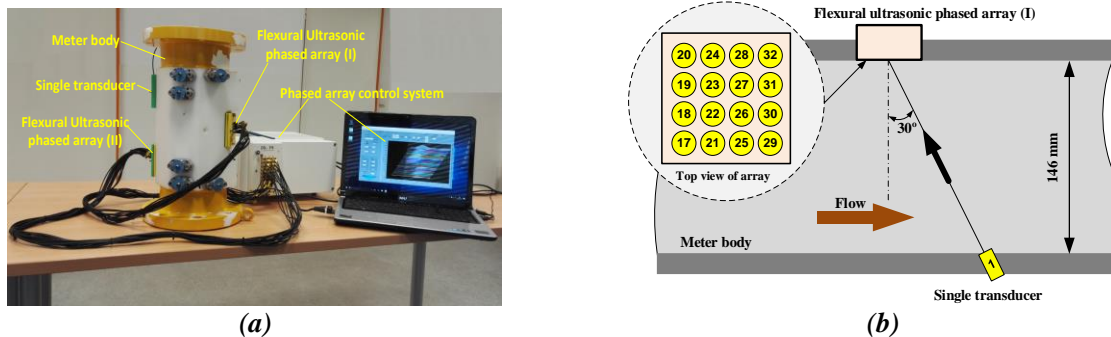 Meter body
Flexural Ultrasonic
phased array (I)
Single transducer
Phased array control system
Flexural Ultrasonic
phased array (II)
(a)
Flexural ultrasonic phased array (I)
20 24 28 32
19 23 27 31
18 22 26 30
17 21 25 29
Top view of array
30°
146 mm
Flow
Meter body
1
Single transducer
(b)